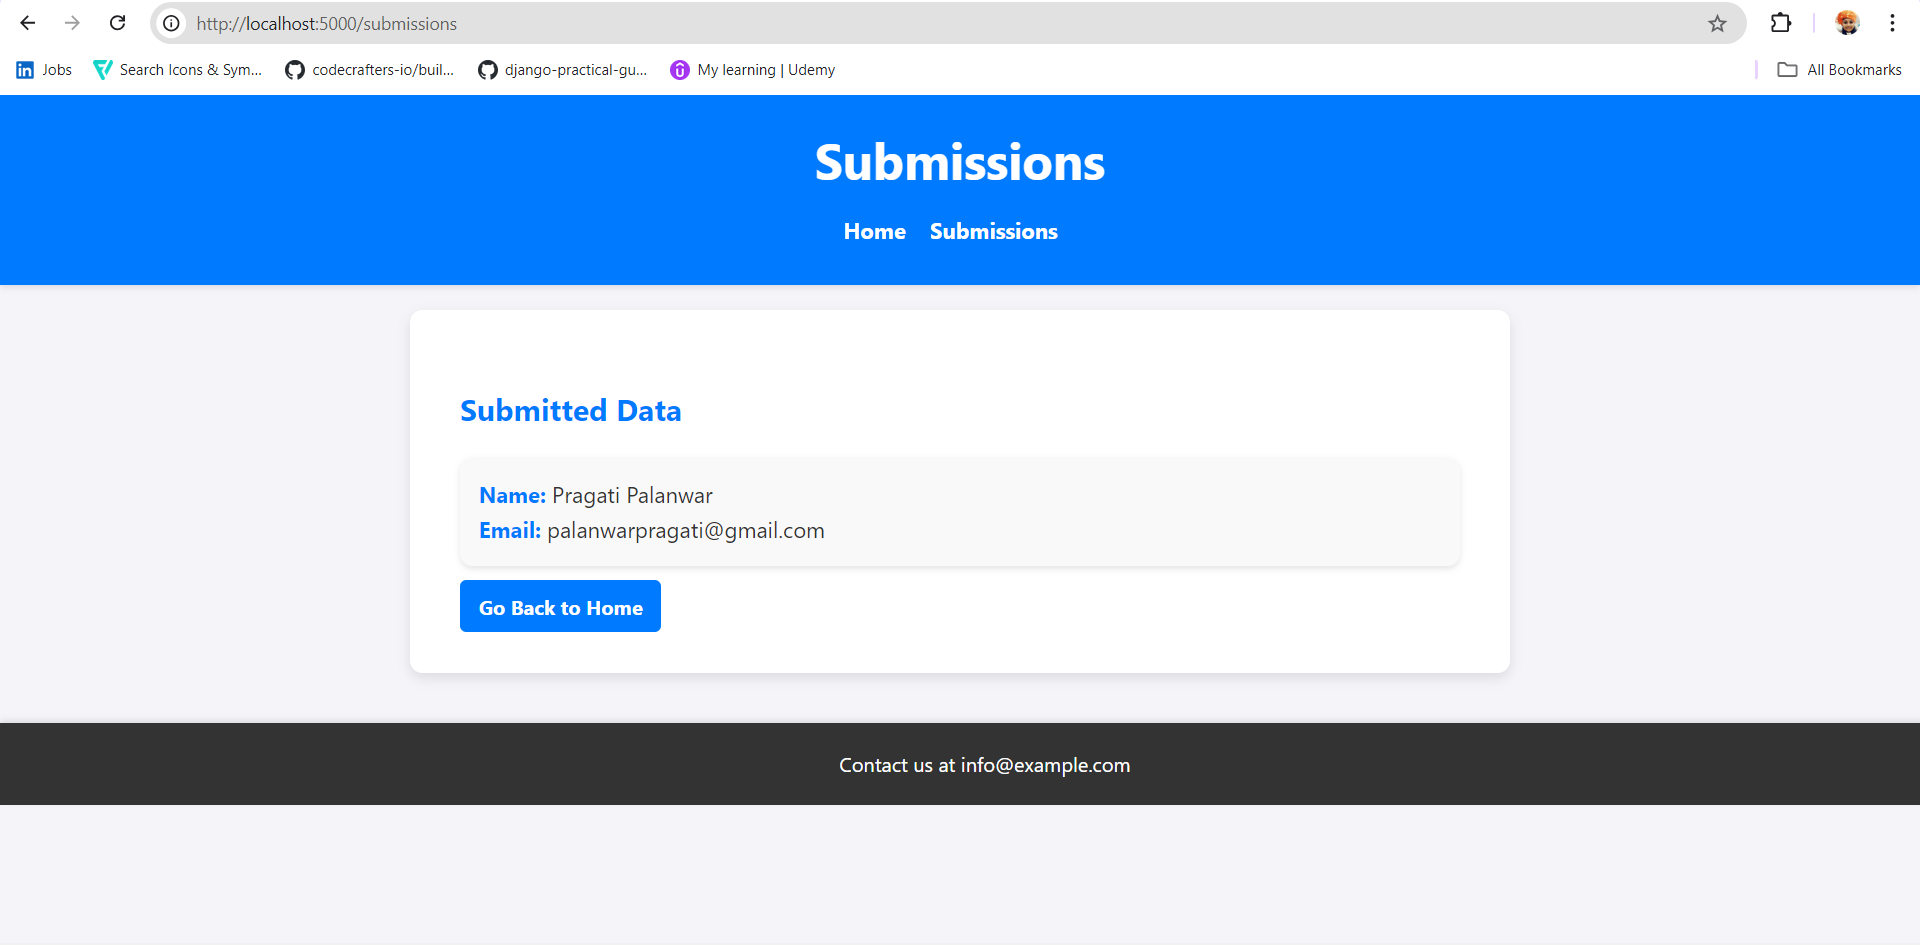 http://localhost:5000/submissions
Jobs Search Icons & Sym... codecrafters-io/buil... django-practical-gu... My learning | Udemy All Bookmarks
Submissions
Home Submissions
Submitted Data
Name: Pragati Palanwar
Email: palanwarpragati@gmail.com
Go Back to Home
Contact us at info@example.com